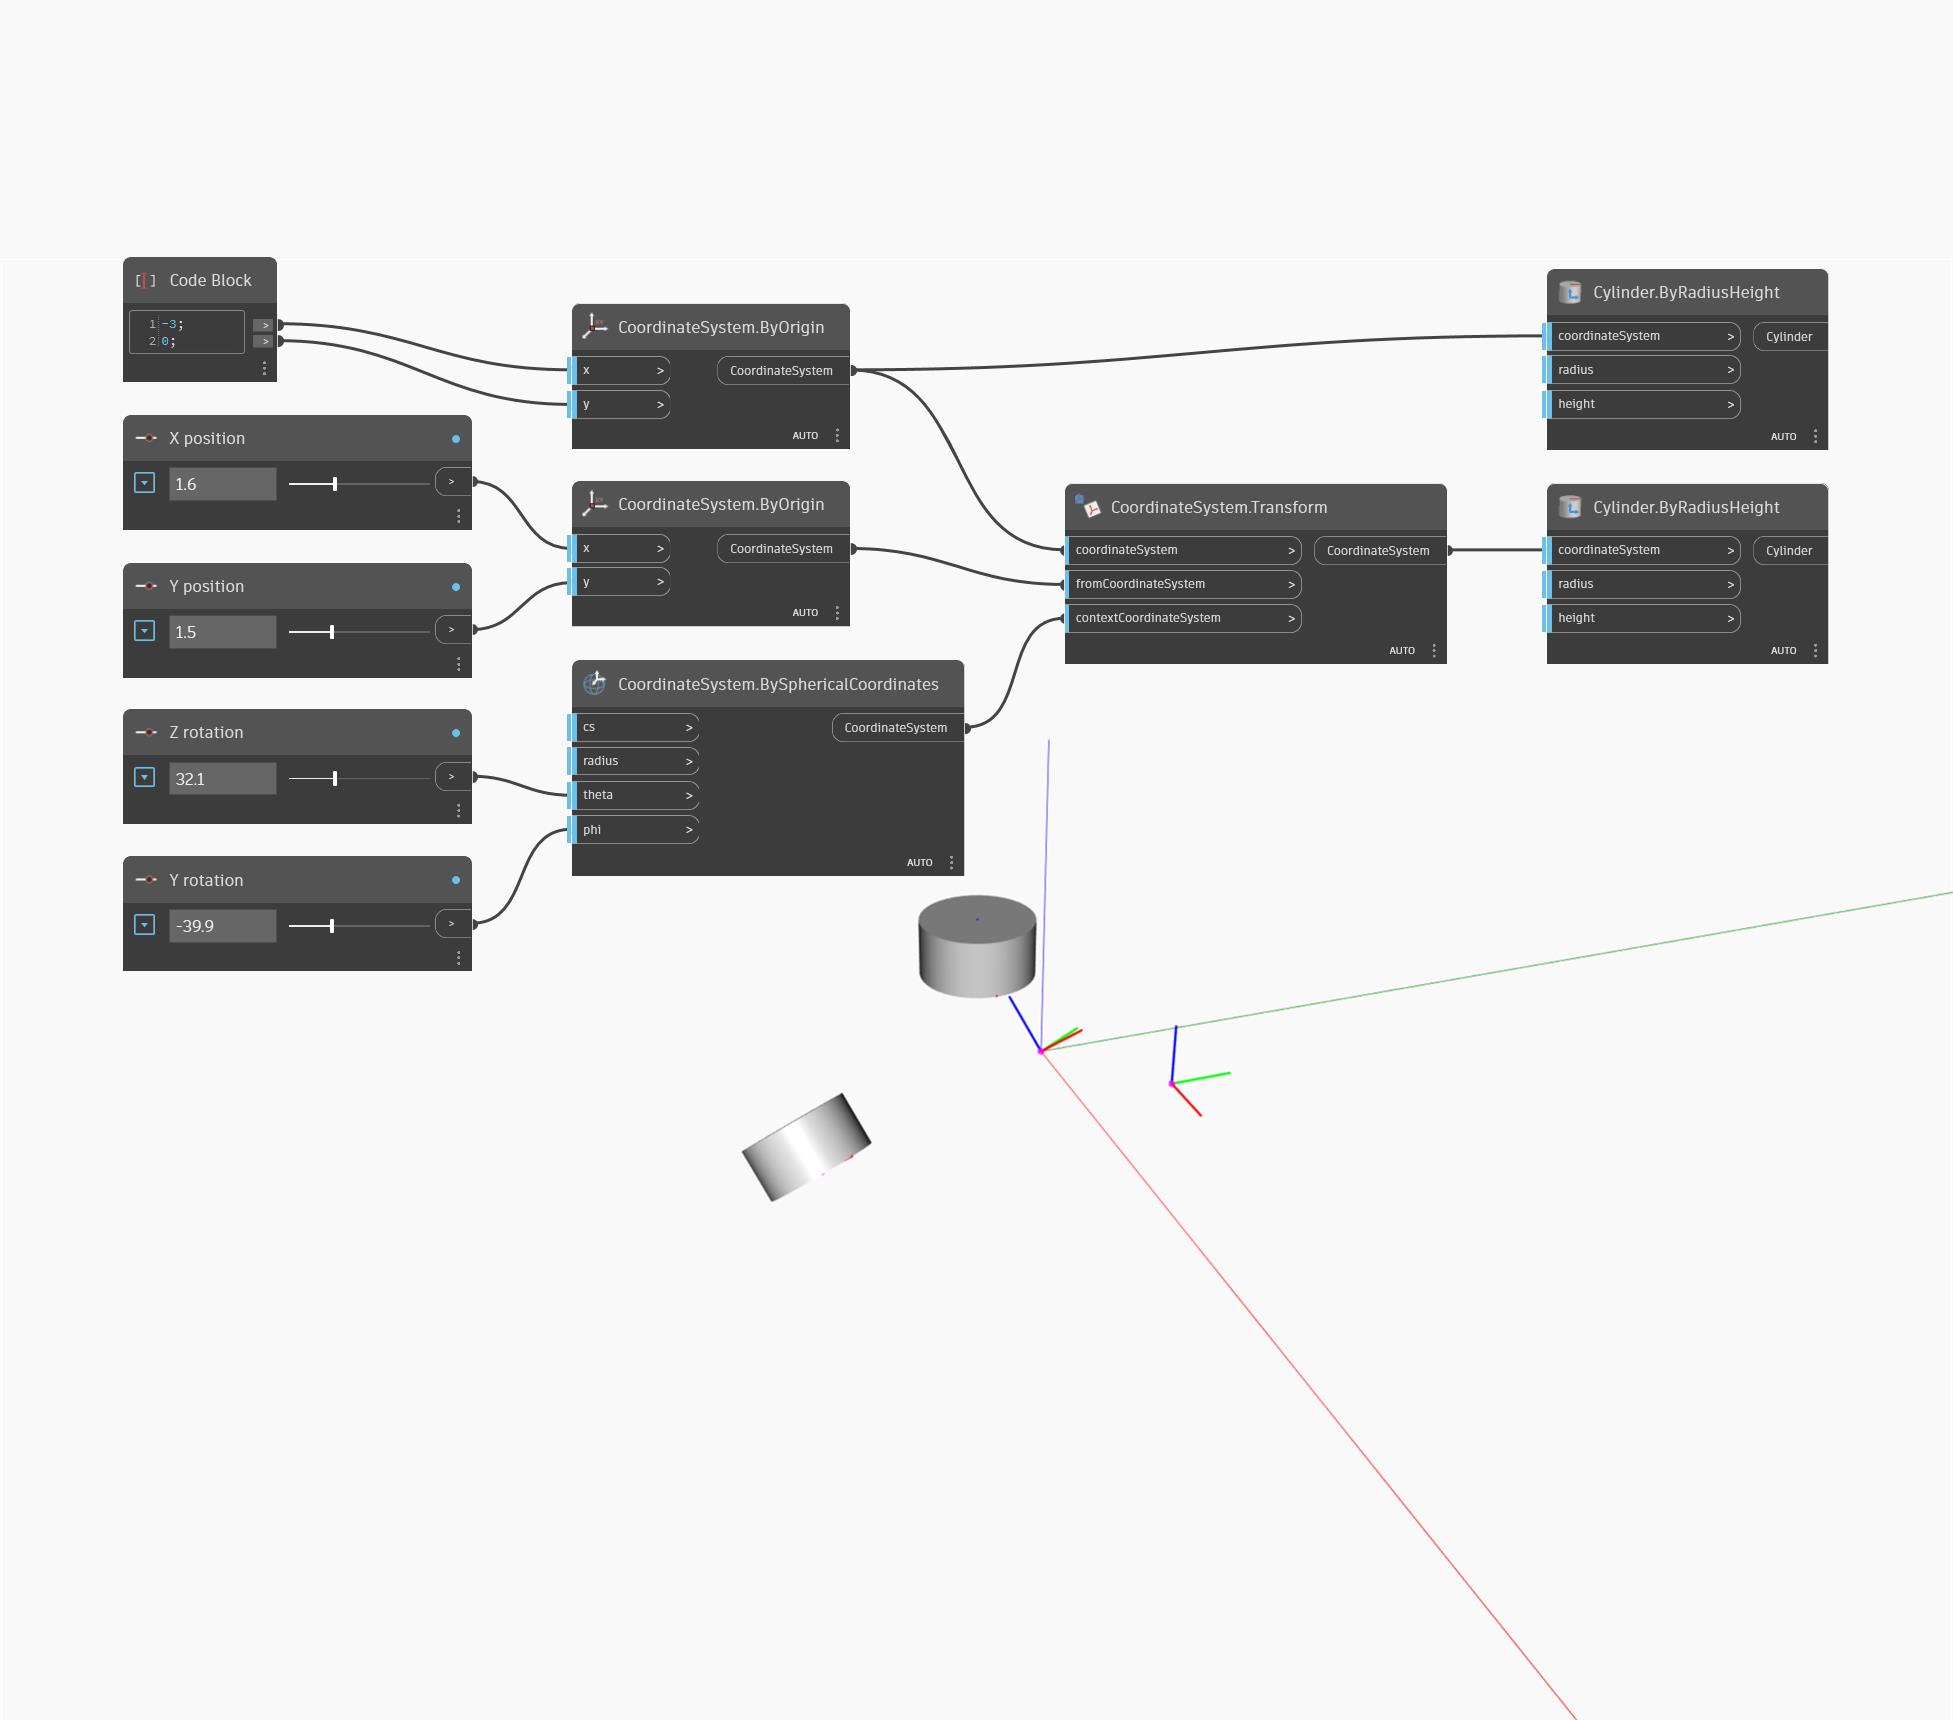 Code Block
1 -3; >
2 0; >
X position
1.6 >
Y position
1.5 >
Z rotation
32.1 >
Y rotation
-39.9 >
CoordinateSystem.ByOrigin
x > CoordinateSystem
y >
AUTO
CoordinateSystem.ByOrigin
x > CoordinateSystem
y >
AUTO
CoordinateSystem.BySphericalCoordinates
cs > CoordinateSystem
radius >
theta >
phi >
AUTO
CoordinateSystem.Transform
coordinateSystem > CoordinateSystem
fromCoordinateSystem >
contextCoordinateSystem >
AUTO
Cylinder.ByRadiusHeight
coordinateSystem > Cylinder
radius >
height >
AUTO
Cylinder.ByRadiusHeight
coordinateSystem > Cylinder
radius >
height >
AUTO